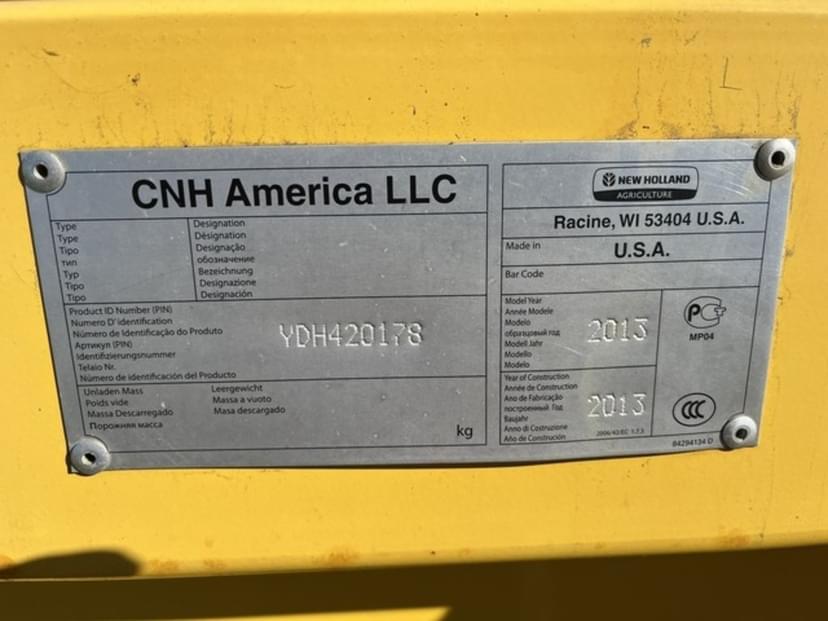 CNH America LLC
Type
Type
Tipo
тип
Typ
Tipo
Tipo
Designation
Désignation
Designação
обозначение
Bezeichnung
Designazione
Designación
Product ID Number (PIN)
Numero D' identification
Número de Identificação do Produto
Артикул (PIN)
Identifizierungsnummer
Telaio Nr.
Número de identificación del Producto
YDH420178
Unladen Mass
Poids vide
Massa Descarregado
Порожняя масса
Leergewicht
Massa a vuoto
Masa descargado
kg
NEW HOLLAND
AGRICULTURE
Racine, WI 53404 U.S.A.
Made in
U.S.A.
Bar Code
Model Year
Année Modele
Modelo
образцовый год
Modell Jahr
Modello
Modelo
2013
Year of Construction
Année de Construction
Ano de Fabricação
построенный Год
Baujahr
Anno di Costruzione
Año de Construción
2013
2006/42/EC 1.7.3
МР04
CCC
84294134 D